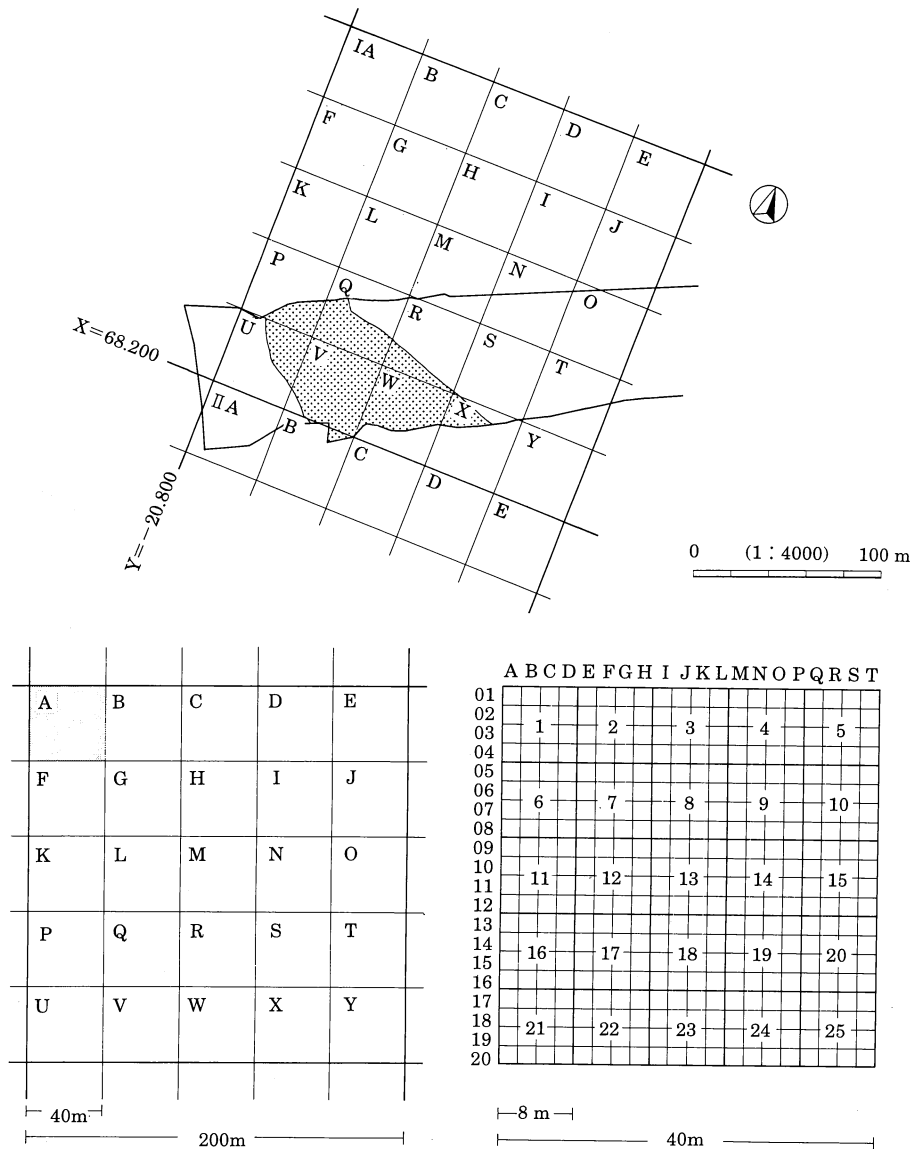 IA
B
C
D
E
F
G
H
I
J
K
L
M
N
O
P
Q
R
S
T
U
V
W
X
Y
X=68.200
ⅡA
B
C
D
E
Y=−20.800
0 (1：4000) 100 m
A B C D E
F G H I J
K L M N O
P Q R S T
U V W X Y
40m
200m
A B C D E F G H I J K L M N O P Q R S T
01
02
03
04
05
06
07
08
09
10
11
12
13
14
15
16
17
18
19
20
1 2 3 4 5
6 7 8 9 10
11 12 13 14 15
16 17 18 19 20
21 22 23 24 25
8 m
40m